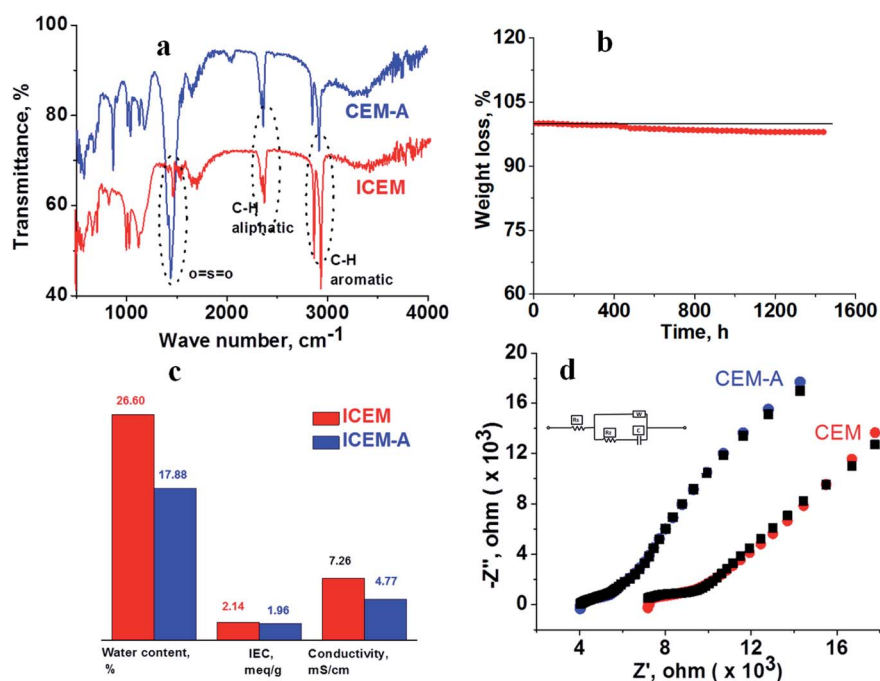 a
Transmittance, %
100
80
60
40
CEM-A
ICEM
C-H
aliphatic
C-H
aromatic
o=s=o
1000 2000 3000 4000
Wave number, cm-1
b
Weight loss, %
120
105
90
75
60
0 400 800 1200 1600
Time, h
c
26.60
17.88
ICEM
ICEM-A
2.14
1.96
7.26
4.77
Water content,
%
IEC,
meq/g
Conductivity,
mS/cm
d
-Z'', ohm ( x 10³)
20
16
12
8
4
0
CEM-A
CEM
W
C
4 8 12 16
Z', ohm ( x 10³)